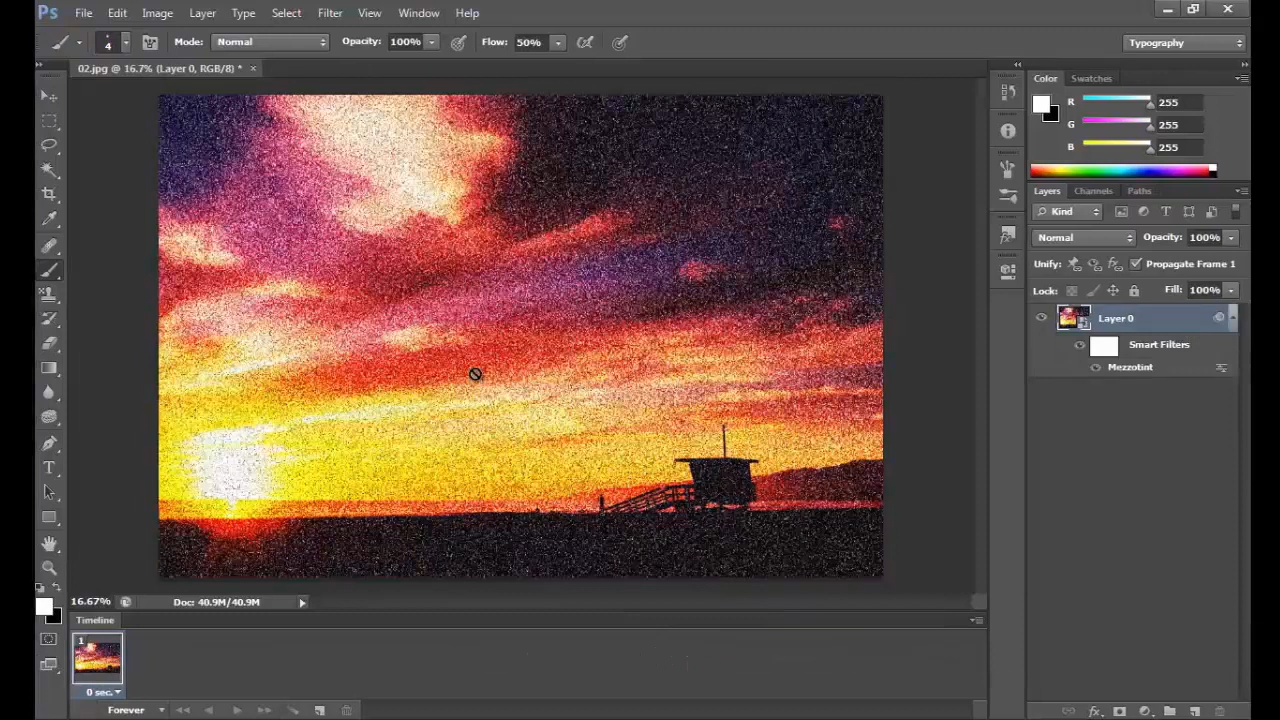 Ps File Edit Image Layer Type Select Filter View Window Help
4 Mode: Normal Opacity: 100% Flow: 50% Typography
02.jpg @ 16.7% (Layer 0, RGB/8) * ×
Color Swatches
R 255
G 255
B 255
Layers Channels Paths
Kind
Normal Opacity: 100%
Unify: Propagate Frame 1
Lock: Fill: 100%
Layer 0
Smart Filters
Mezzotint
16.67% Doc: 40.9M/40.9M
Timeline
1
0 sec.
Forever